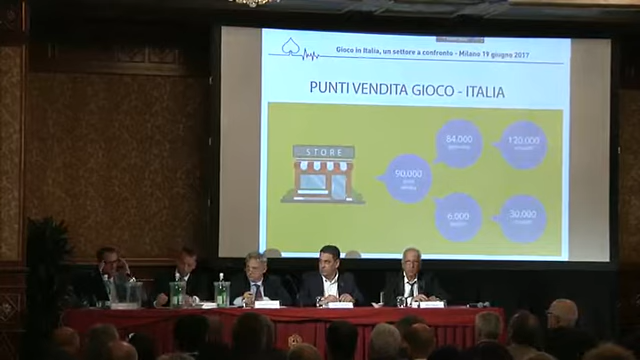 Gioco in Italia, un settore a confronto - Milano 19 giugno 2017
PUNTI VENDITA GIOCO - ITALIA
STORE
90.000
84.000
120.000
6.000
30.000